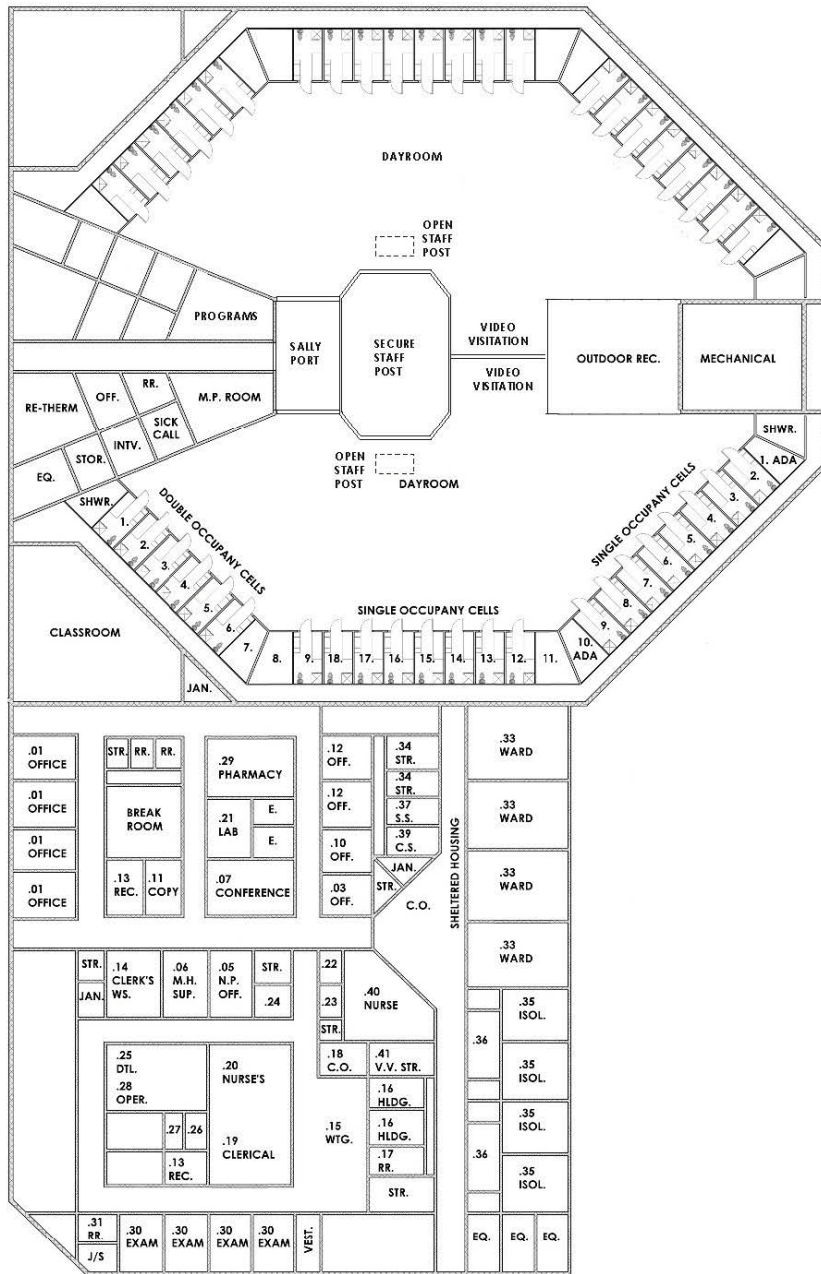 DAYROOM
OPEN
STAFF
POST
PROGRAMS
SALLY
PORT
SECURE
STAFF
POST
VIDEO
VISITATION
VIDEO
VISITATION
OUTDOOR REC.
MECHANICAL
RE-THERM
OFF.
RR.
M.P. ROOM
SICK
CALL
INTV.
STOR.
EQ.
OPEN
STAFF
POST
DAYROOM
SHWR.
1. ADA
2.
3.
4.
5.
6.
7.
8.
9.
10.
ADA
SINGLE OCCUPANY CELLS
SHWR.
DOUBLE OCCUPANY CELLS
1.
2.
3.
4.
5.
6.
7.
SINGLE OCCUPANY CELLS
8.
9.
18.
17.
16.
15.
14.
13.
12.
11.
CLASSROOM
JAN.
.01
OFFICE
.01
OFFICE
.01
OFFICE
.01
OFFICE
STR.
RR.
RR.
BREAK
ROOM
.13
REC.
.11
COPY
.29
PHARMACY
.21
LAB
E.
E.
.07
CONFERENCE
.12
OFF.
.12
OFF.
.10
OFF.
.03
OFF.
.34
STR.
.34
STR.
.37
S.S.
.39
C.S.
JAN.
STR.
C.O.
SHELTERED HOUSING
.33
WARD
.33
WARD
.33
WARD
.33
WARD
STR.
JAN.
.14
CLERK'S
WS.
.06
M.H.
SUP.
.05
N.P.
OFF.
STR.
.24
.22
.23
STR.
.40
NURSE
.18
C.O.
.41
V.V. STR.
.16
HLDG.
.16
HLDG.
.17
RR.
STR.
.15
WTG.
.25
DTL.
.28
OPER.
.20
NURSE'S
.27
.26
.19
CLERICAL
.13
REC.
.36
.36
.35
ISOL.
.35
ISOL.
.35
ISOL.
.35
ISOL.
.31
RR.
J/S
.30
EXAM
.30
EXAM
.30
EXAM
.30
EXAM
VEST.
EQ.
EQ.
EQ.